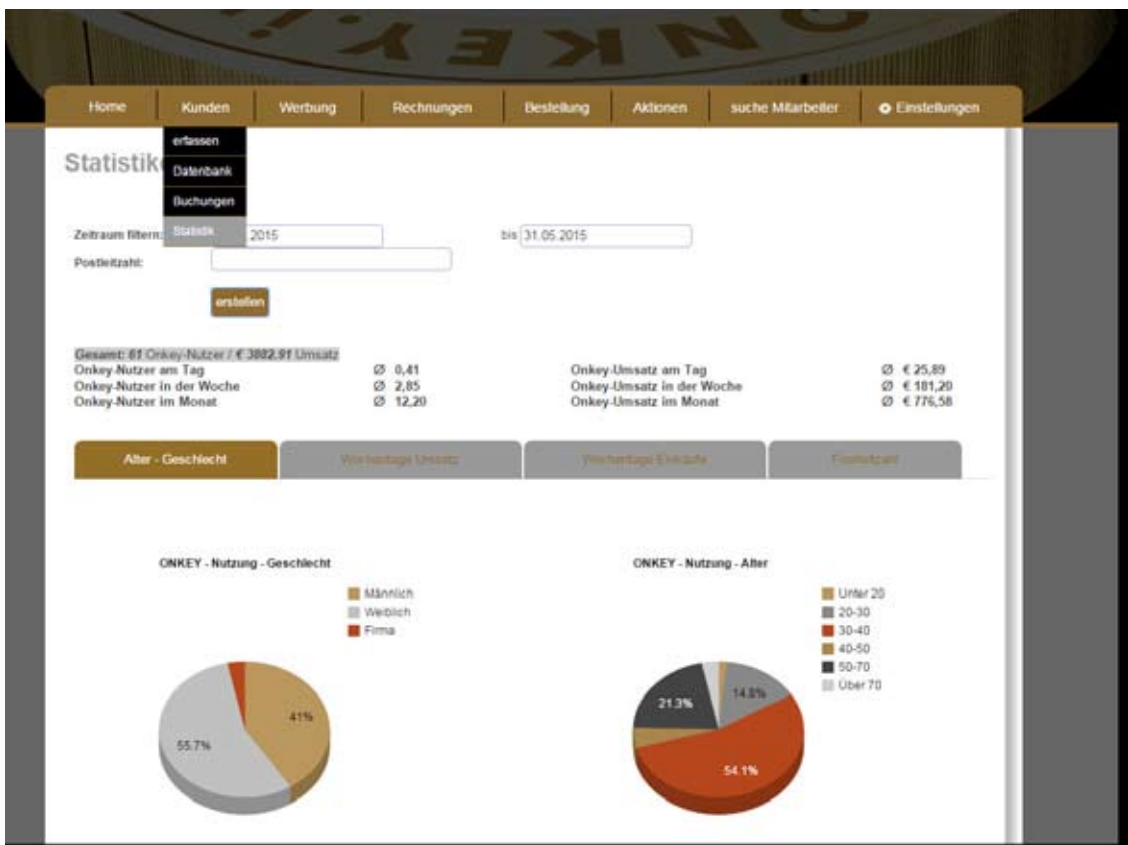 ONKEY.i
Home Kunden Werbung Rechnungen Bestellung Aktionen suche Mitarbeiter Einstellungen
erfassen
Datenbank
Buchungen
Statistik
Statistik
Zeitraum filtern: 2015 bis 31.05.2015
Postleitzahl:
erstellen
Gesamt: 61 Onkey-Nutzer / € 3882.91 Umsatz
Onkey-Nutzer am Tag Ø 0,41 Onkey-Umsatz am Tag Ø € 25,89
Onkey-Nutzer in der Woche Ø 2,85 Onkey-Umsatz in der Woche Ø € 181,20
Onkey-Nutzer im Monat Ø 12,20 Onkey-Umsatz im Monat Ø € 776,58
Alter - Geschlecht Wochentage Umsatz Wochentage Einkäufe Postleitzahl
ONKEY - Nutzung - Geschlecht
Männlich
Weiblich
Firma
41%
55.7%
ONKEY - Nutzung - Alter
Unter 20
20-30
30-40
40-50
50-70
Über 70
14.8%
21.3%
54.1%